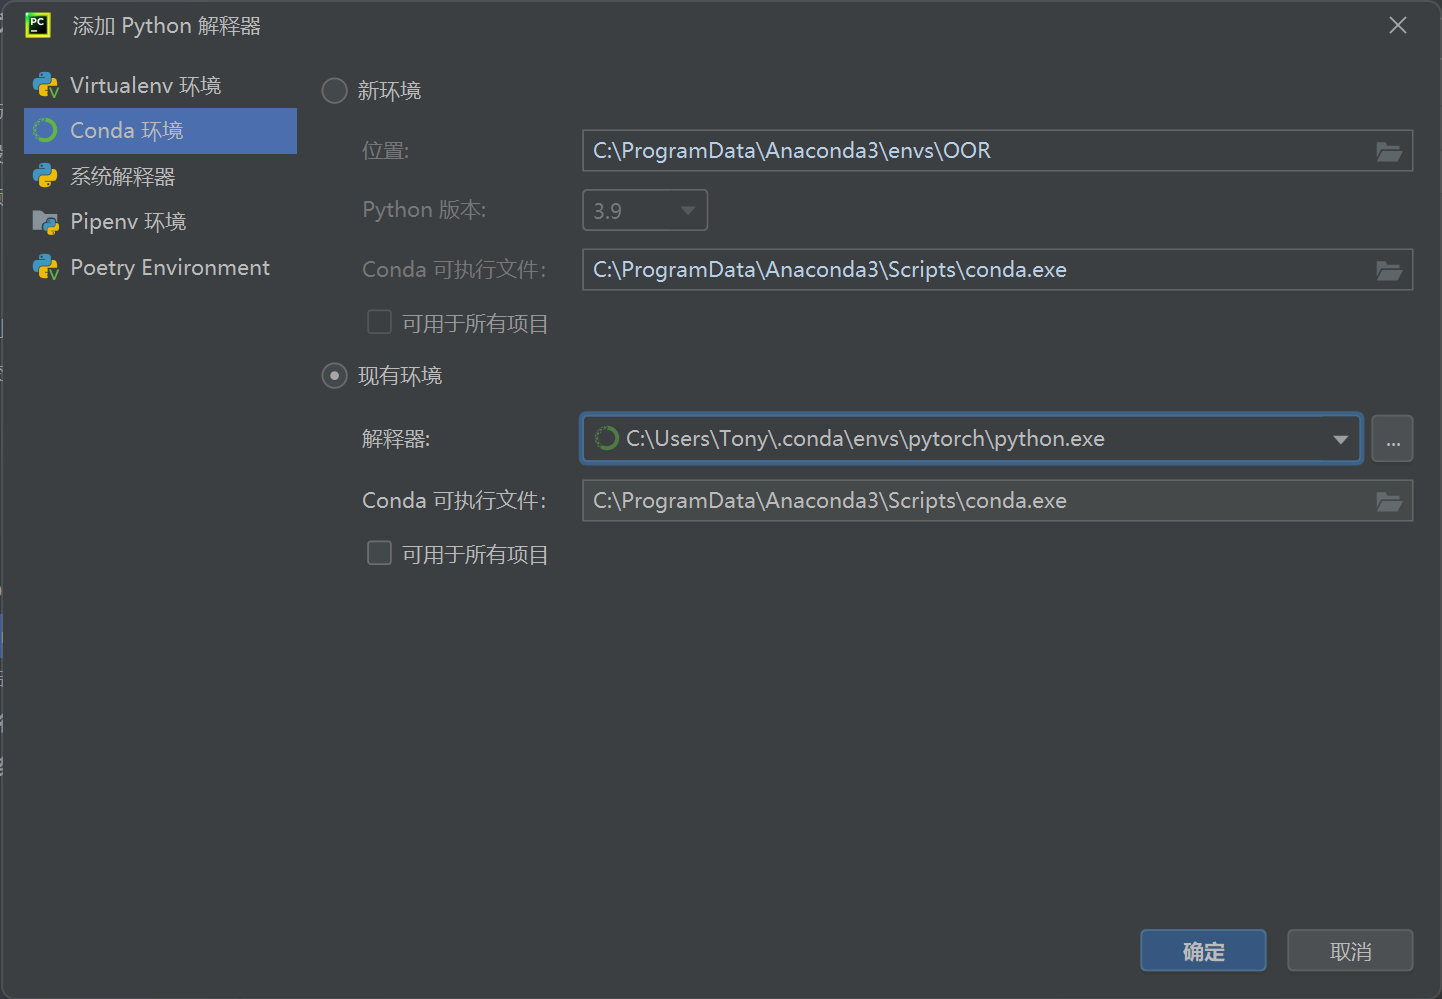 PC
添加 Python 解释器
Virtualenv 环境
Conda 环境
系统解释器
Pipenv 环境
Poetry Environment
新环境
位置:
C:\ProgramData\Anaconda3\envs\OOR
Python 版本:
3.9
Conda 可执行文件:
C:\ProgramData\Anaconda3\Scripts\conda.exe
可用于所有项目
现有环境
解释器:
C:\Users\Tony\.conda\envs\pytorch\python.exe
...
Conda 可执行文件:
C:\ProgramData\Anaconda3\Scripts\conda.exe
可用于所有项目
确定
取消